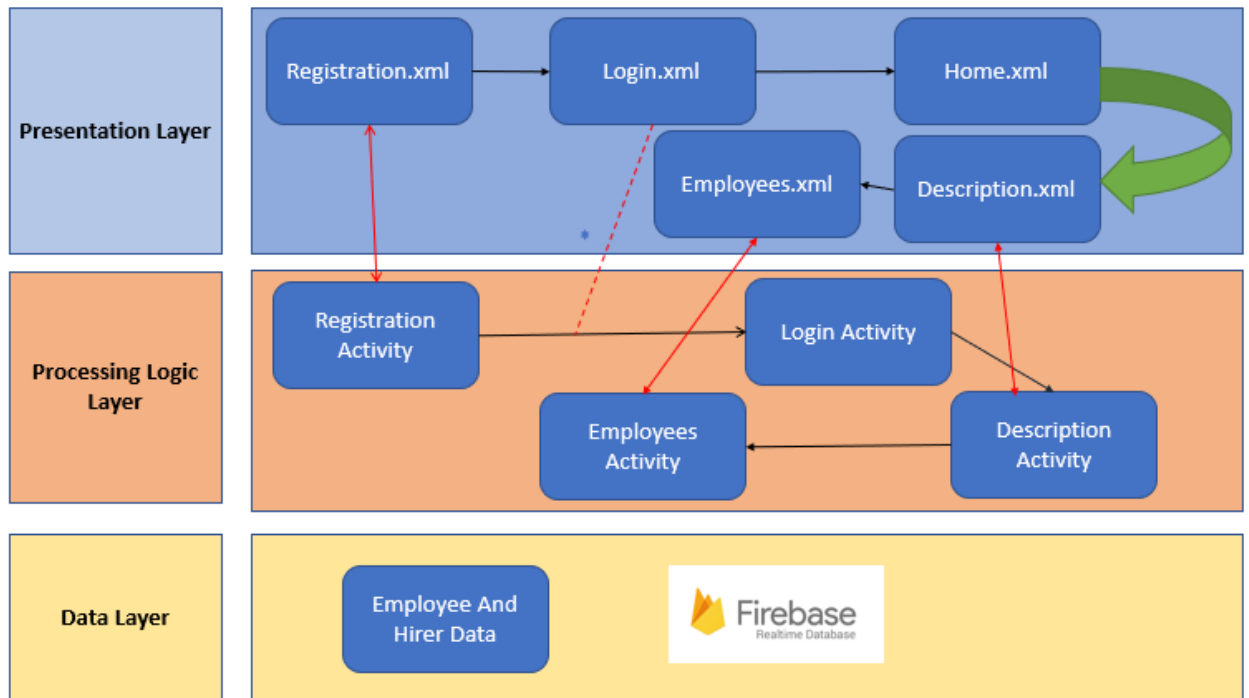 Presentation Layer
Registration.xml
Login.xml
Home.xml
Employees.xml
Description.xml
Processing Logic
Layer
Registration
Activity
Login Activity
Employees
Activity
Description
Activity
Data Layer
Employee And
Hirer Data
Firebase
Realtime Database